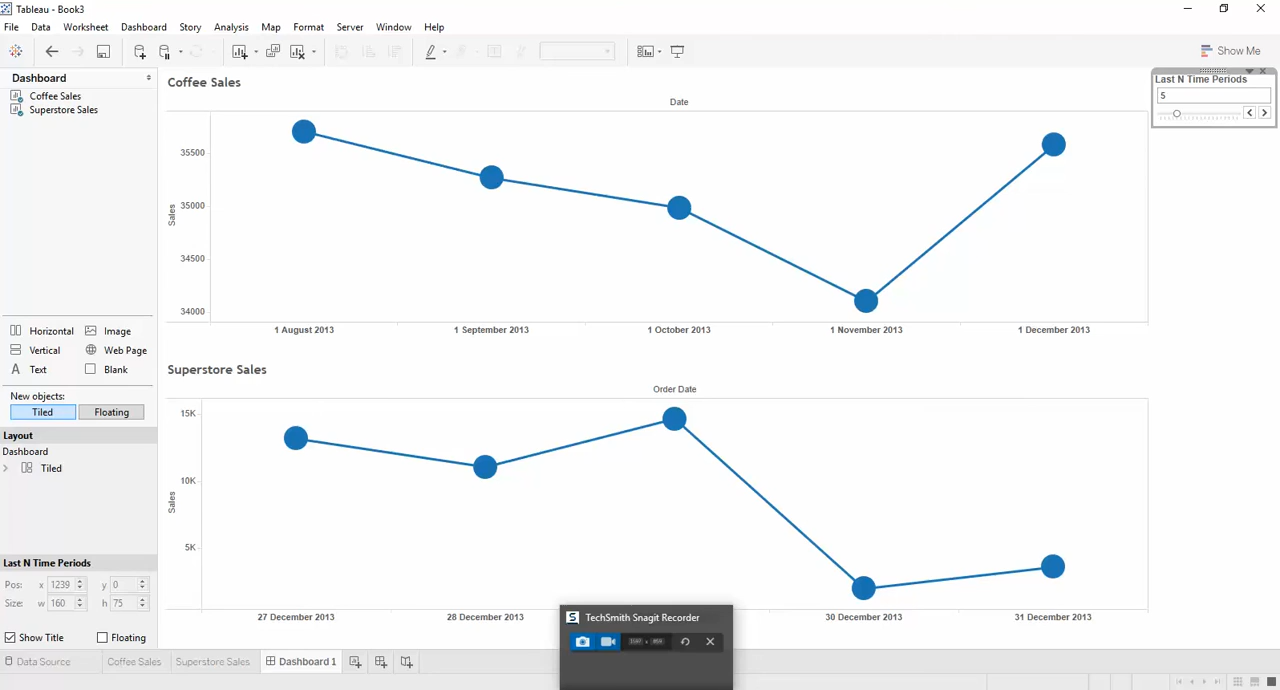 Tableau - Book3
File Data Worksheet Dashboard Story Analysis Map Format Server Window Help
Show Me
Dashboard
Coffee Sales
Superstore Sales
Horizontal Image
Vertical Web Page
Text Blank
New objects:
Tiled Floating
Layout
Dashboard
Tiled
Last N Time Periods
Pos: x 1239 y 0
Size: w 160 h 75
Show Title Floating
Coffee Sales
Date
35500
35000
34500
34000
Sales
1 August 2013 1 September 2013 1 October 2013 1 November 2013 1 December 2013
Superstore Sales
Order Date
15K
10K
5K
Sales
27 December 2013 28 December 2013 30 December 2013 31 December 2013
Last N Time Periods
5
TechSmith Snagit Recorder
Data Source Coffee Sales Superstore Sales Dashboard 1